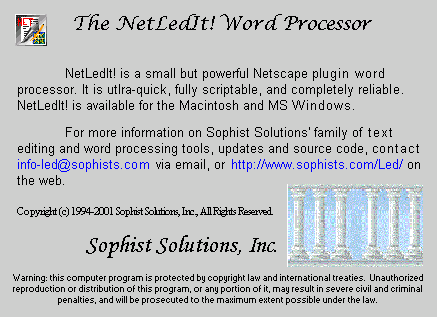 The NetLedIt! Word Processor
NetLedIt! is a small but powerful Netscape plugin word
processor. It is utlra-quick, fully scriptable, and completely reliable.
NetLedIt! is available for the Macintosh and MS Windows.
For more information on Sophist Solutions' family of text
editing and word processing tools, updates and source code, contact
info-led@sophists.com via email, or http://www.sophists.com/Led/ on
the web.
Copyright (c) 1994-2001 Sophist Solutions, Inc., All Rights Reserved.
Sophist Solutions, Inc.
Warning: this computer program is protected by copyright law and international treaties. Unauthorized
reproduction or distribution of this program, or any portion of it, may result in severe civil and criminal
penalties, and will be prosecuted to the maximum extent possible under the law.